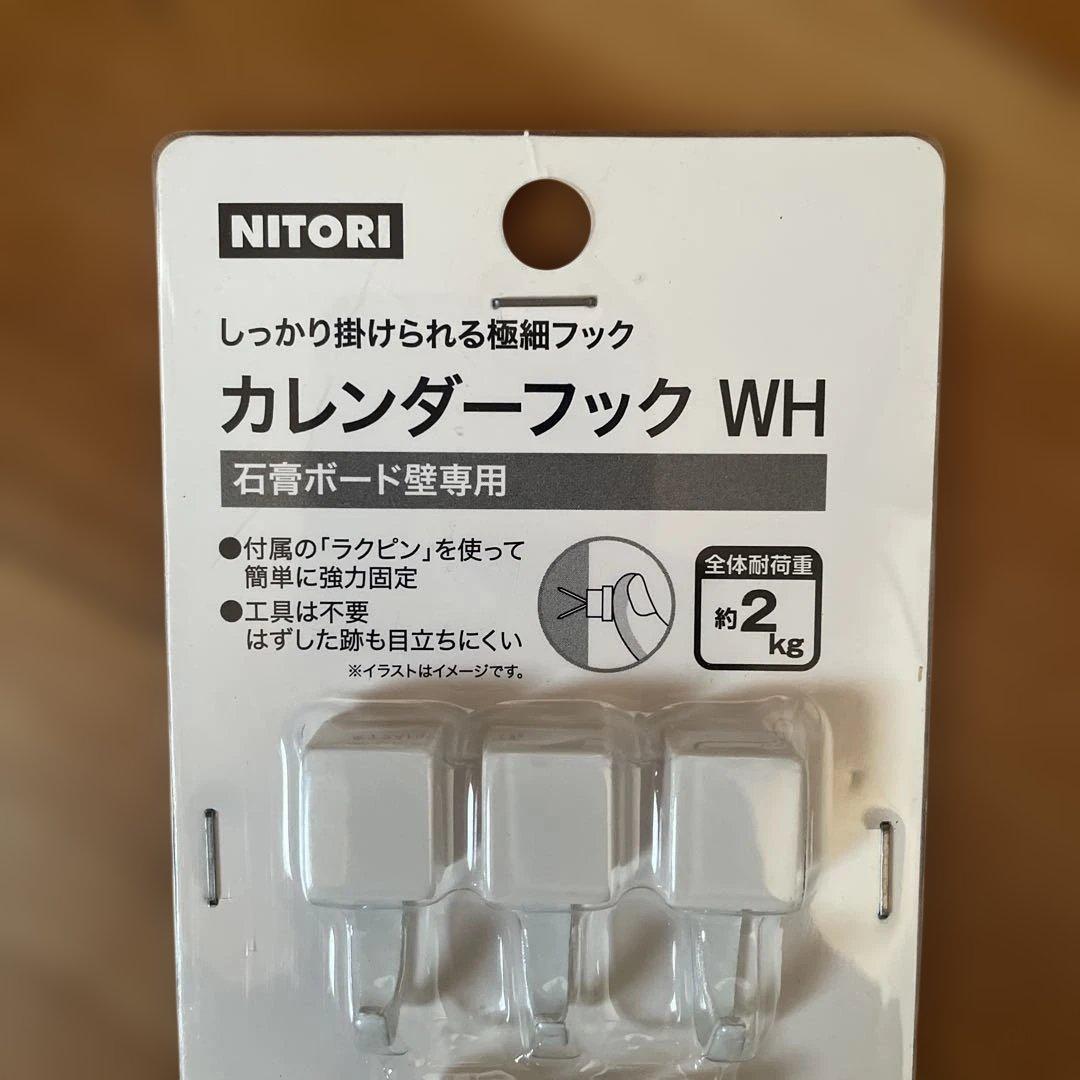 NITORI
しっかり掛けられる極細フック
カレンダーフック WH
石膏ボード壁専用
●付属の「ラクピン」を使って
簡単に強力固定
●工具は不要
はずした跡も目立ちにくい
※イラストはイメージです。
全体耐荷重
約2kg